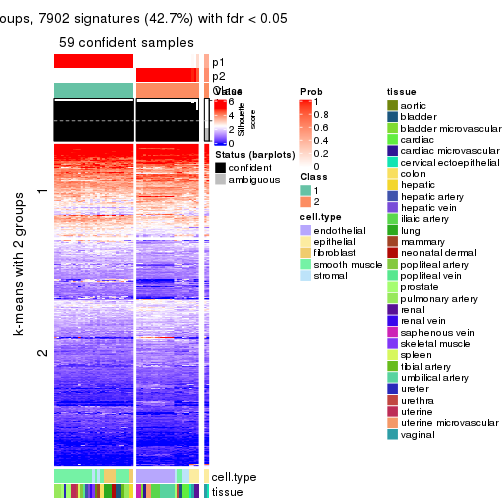 oups, 7902 signatures (42.7%) with fdr < 0.05
59 confident samples
p1
p2
Class
Silhouette
score
k-means with 2 groups
1
2
cell.type
tissue
Value
6
4
2
0
Status (barplots)
confident
ambiguous
Prob
1
0.8
0.6
0.4
0.2
0
Class
1
2
cell.type
endothelial
epithelial
fibroblast
smooth muscle
stromal
tissue
aortic
bladder
bladder microvascular
cardiac
cardiac microvascular
cervical ectoepithelial
colon
hepatic
hepatic artery
hepatic vein
iliac artery
lung
mammary
neonatal dermal
popliteal artery
popliteal vein
prostate
pulmonary artery
renal
renal vein
saphenous vein
skeletal muscle
spleen
tibial artery
umbilical artery
ureter
urethra
uterine
uterine microvascular
vaginal